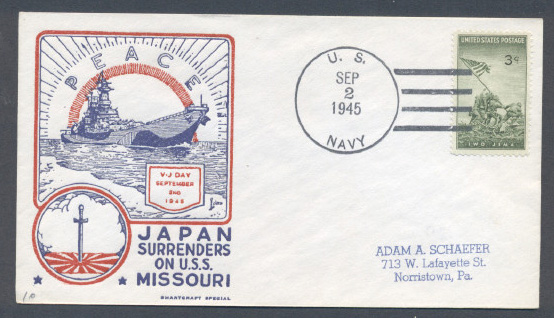 PEACE
V-J DAY
SEPTEMBER
2ND
1945
JAPAN
SURRENDERS
ON U.S.S.
MISSOURI
SMARTCRAFT SPECIAL
U. S.
SEP
2
1945
NAVY
UNITED STATES POSTAGE
3¢
IWO JIMA
ADAM A. SCHAEFER
713 W. Lafayette St.
Norristown, Pa.